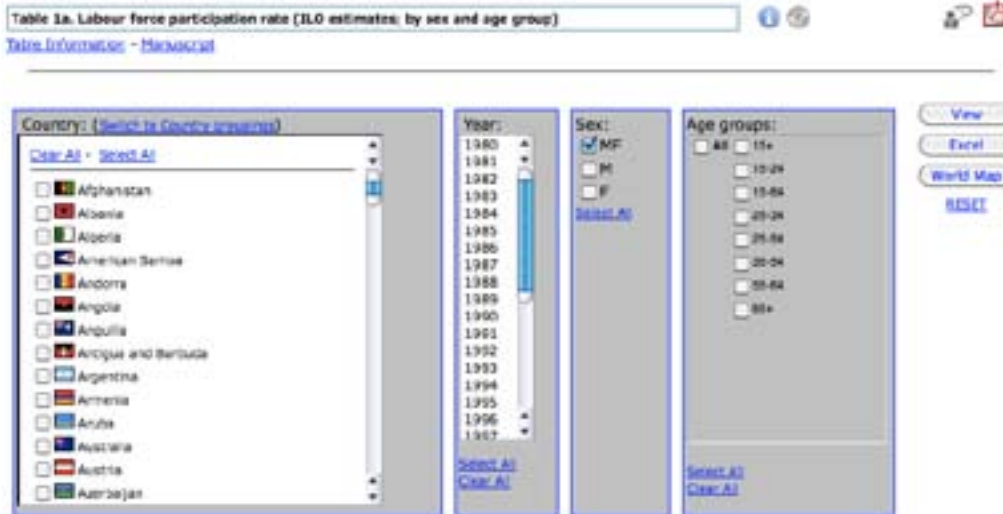 Table 1a. Labour force participation rate (ILO estimates; by sex and age group)
Table Information - Manuscript
Country: (Switch to Country groupings)
Clear All - Select All
Afghanistan
Albania
Algeria
American Samoa
Andorra
Angola
Anguilla
Antigua and Barbuda
Argentina
Armenia
Aruba
Australia
Austria
Azerbaijan
Year:
1980
1981
1982
1983
1984
1985
1986
1987
1988
1989
1990
1991
1992
1993
1994
1995
1996
1997
Select All
Clear All
Sex:
MF
M
F
Select All
Age groups:
All 15+
15-24
15-64
25-54
55-64
65+
Select All
Clear All
View
Excel
World Map
RESET